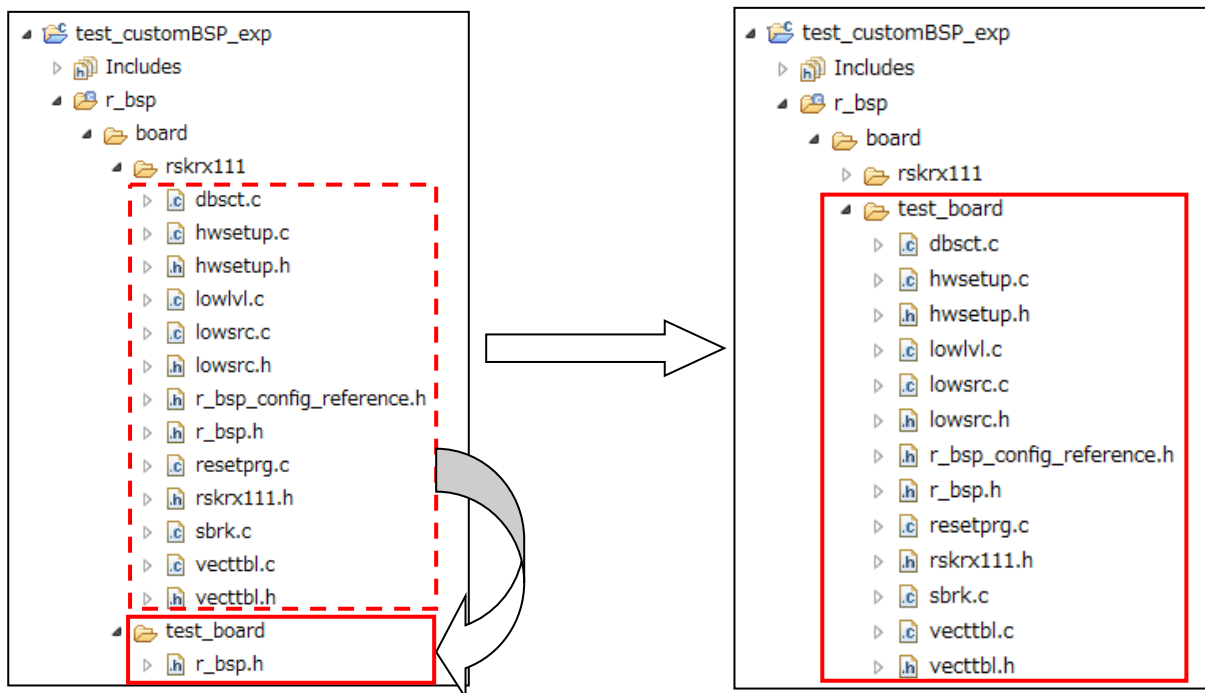 test_customBSP_exp
Includes
r_bsp
board
rskrx111
dbsct.c
hwsetup.c
hwsetup.h
lowlvl.c
lowsrc.c
lowsrc.h
r_bsp_config_reference.h
r_bsp.h
resetprg.c
rskrx111.h
sbrk.c
vecttbl.c
vecttbl.h
test_board
r_bsp.h
test_customBSP_exp
Includes
r_bsp
board
rskrx111
test_board
dbsct.c
hwsetup.c
hwsetup.h
lowlvl.c
lowsrc.c
lowsrc.h
r_bsp_config_reference.h
r_bsp.h
resetprg.c
rskrx111.h
sbrk.c
vecttbl.c
vecttbl.h